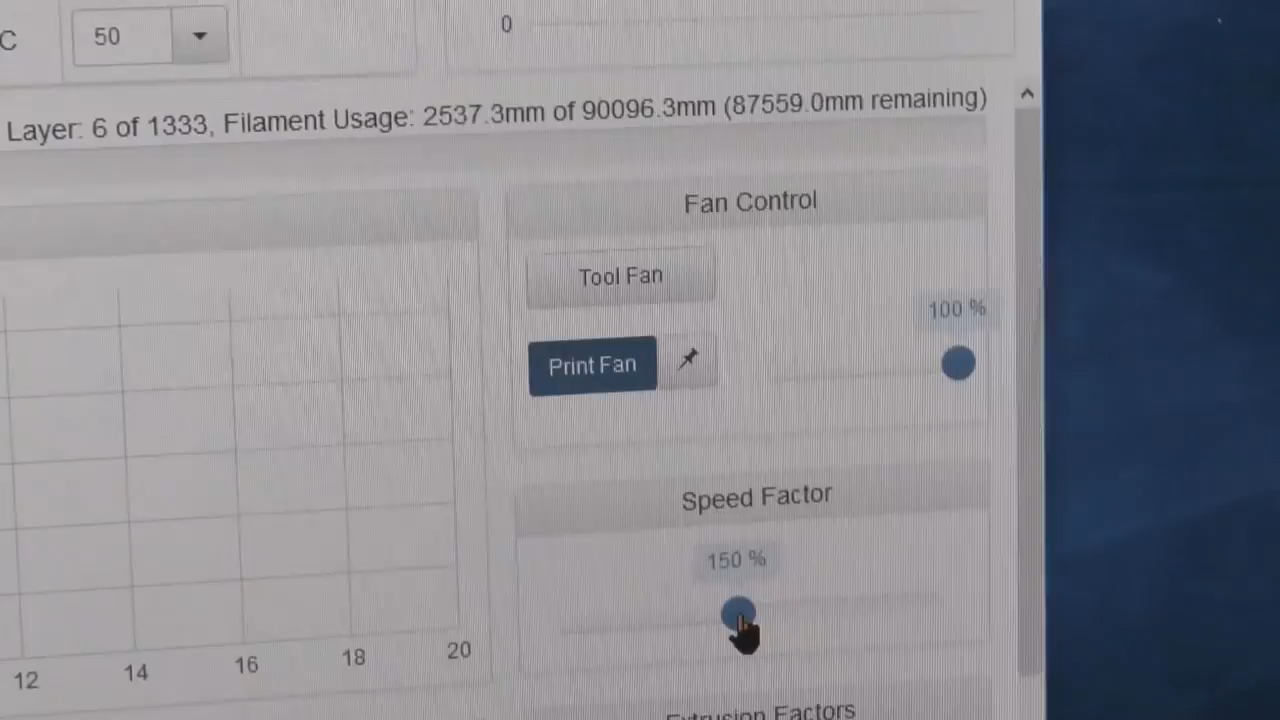 C
50
0
Layer: 6 of 1333, Filament Usage: 2537.3mm of 90096.3mm (87559.0mm remaining)
Fan Control
Tool Fan
100 %
Print Fan
Speed Factor
150 %
12 14 16 18 20
Extrusion Factors